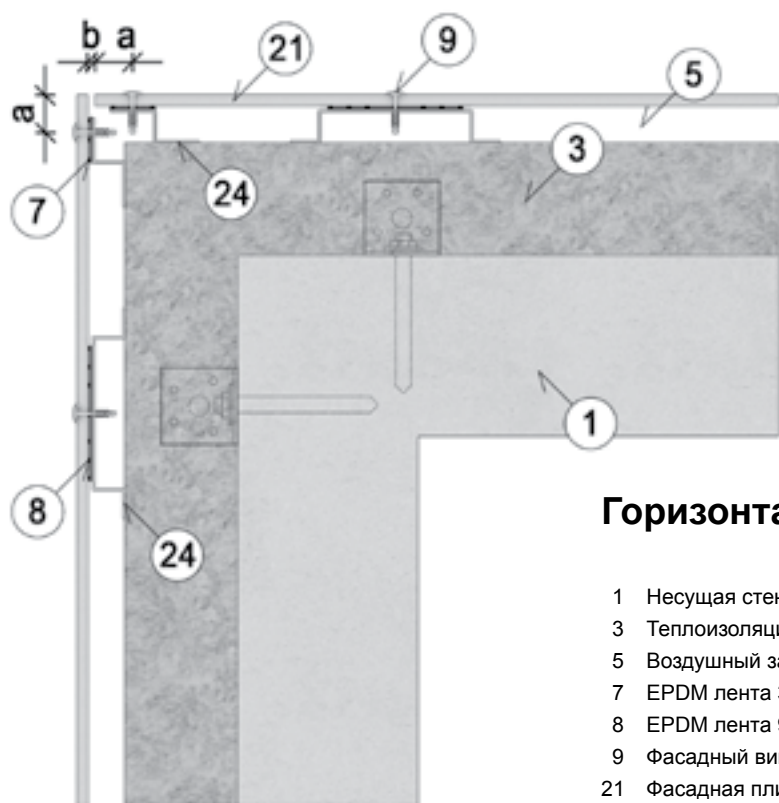 b a
21
9
5
a
3
7
24
1
8
24
Горизонта
1 Несущая стен
3 Теплоизоляци
5 Воздушный за
7 EPDM лента
8 EPDM лента
9 Фасадный ви
21 Фасадная пли